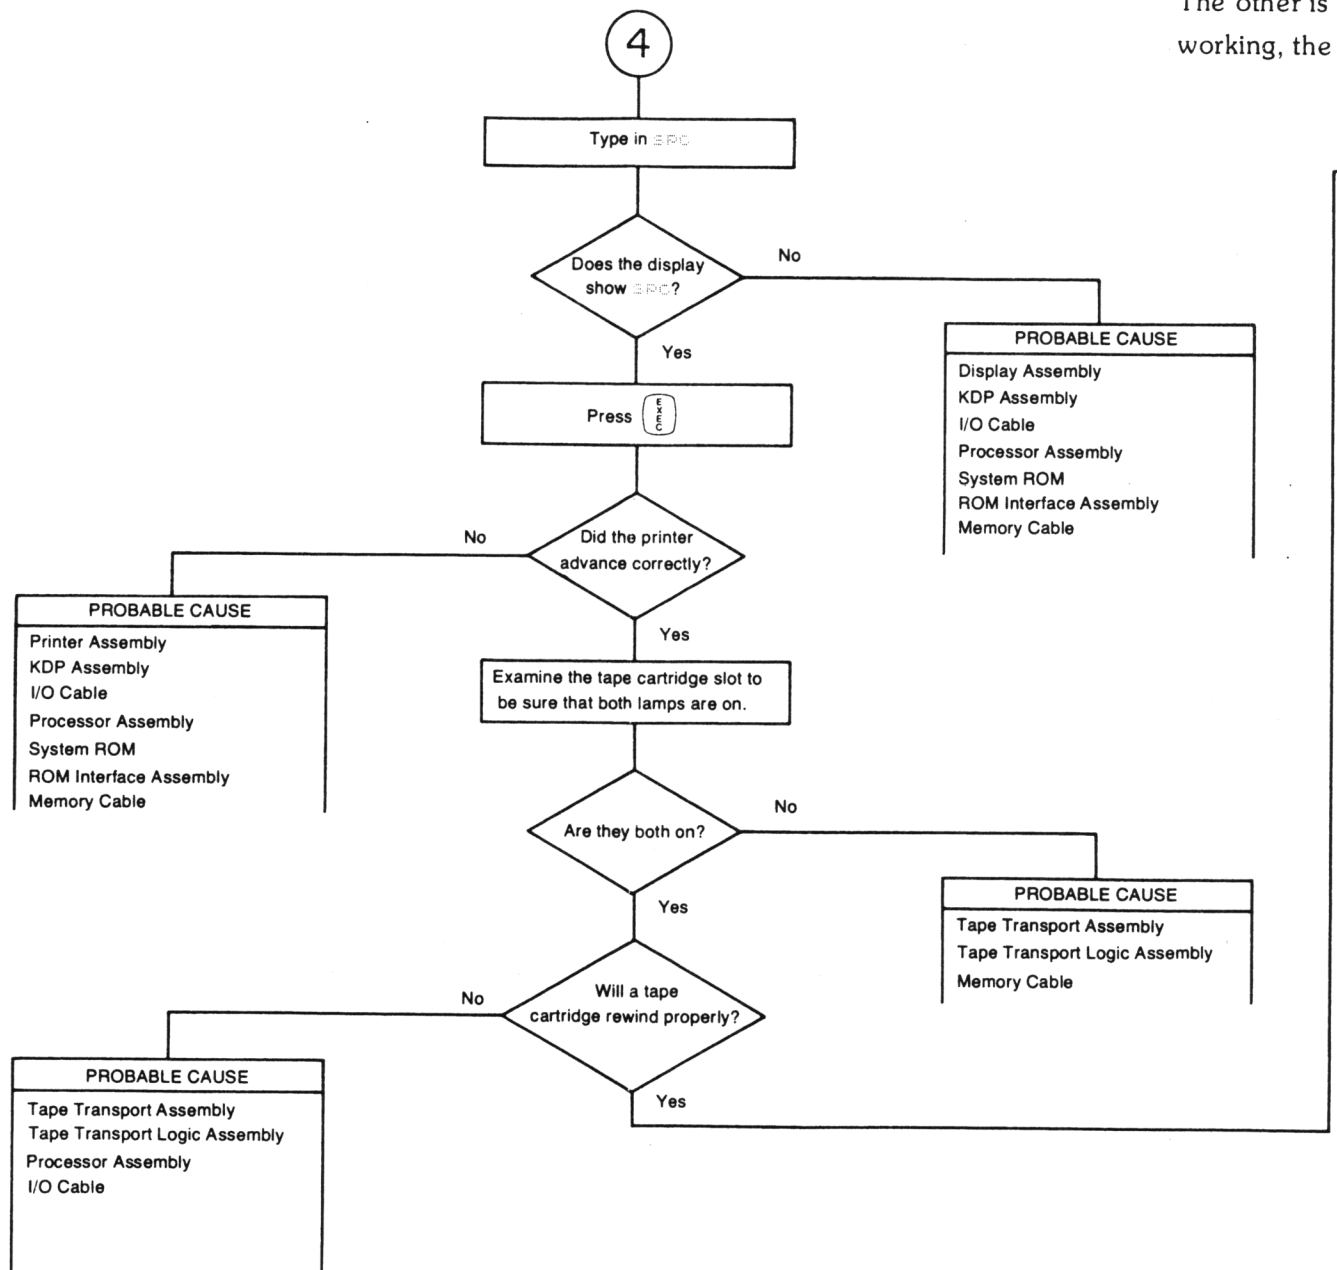 The other is
working, the
4
Type in SPC
Does the display
show SPC?
No
Yes
PROBABLE CAUSE
Display Assembly
KDP Assembly
I/O Cable
Processor Assembly
System ROM
ROM Interface Assembly
Memory Cable
Press EXEC
Did the printer
advance correctly?
No
Yes
PROBABLE CAUSE
Printer Assembly
KDP Assembly
I/O Cable
Processor Assembly
System ROM
ROM Interface Assembly
Memory Cable
Examine the tape cartridge slot to
be sure that both lamps are on.
Are they both on?
No
Yes
PROBABLE CAUSE
Tape Transport Assembly
Tape Transport Logic Assembly
Memory Cable
Will a tape
cartridge rewind properly?
No
Yes
PROBABLE CAUSE
Tape Transport Assembly
Tape Transport Logic Assembly
Processor Assembly
I/O Cable